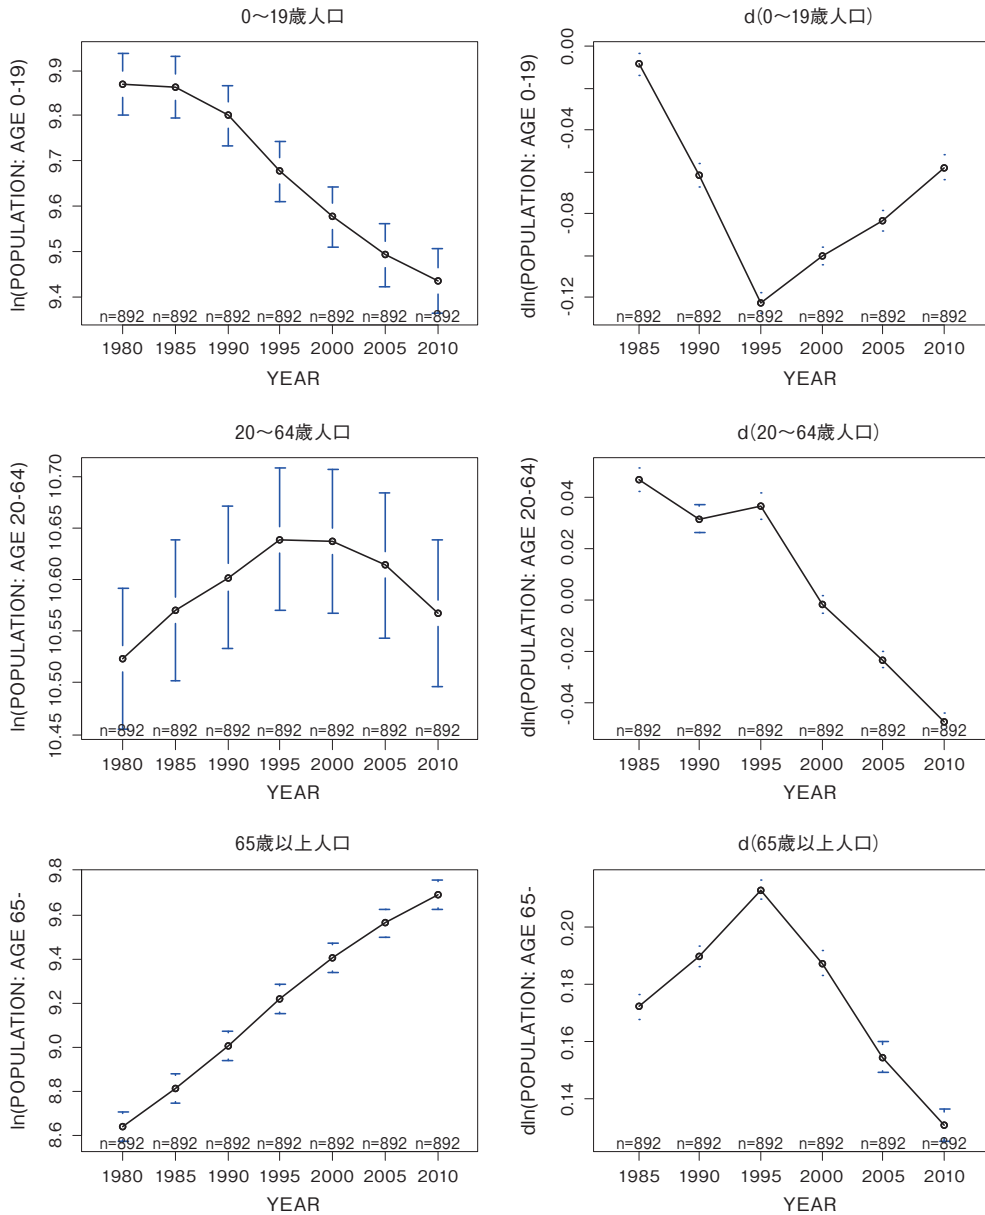 0～19歳人口
ln(POPULATION: AGE 0-19)
9.9
9.8
9.7
9.6
9.5
9.4
n=892 n=892 n=892 n=892 n=892 n=892 n=892
1980 1985 1990 1995 2000 2005 2010
YEAR
d(0～19歳人口)
dln(POPULATION: AGE 0-19)
0.00
-0.04
-0.08
-0.12
n=892 n=892 n=892 n=892 n=892 n=892
1985 1990 1995 2000 2005 2010
YEAR
20～64歳人口
ln(POPULATION: AGE 20-64)
10.70
10.65
10.60
10.55
10.50
10.45
n=892 n=892 n=892 n=892 n=892 n=892 n=892
1980 1985 1990 1995 2000 2005 2010
YEAR
d(20～64歳人口)
dln(POPULATION: AGE 20-64)
0.04
0.02
0.00
-0.02
-0.04
n=892 n=892 n=892 n=892 n=892 n=892
1985 1990 1995 2000 2005 2010
YEAR
65歳以上人口
ln(POPULATION: AGE 65-
9.8
9.6
9.4
9.2
9.0
8.8
8.6
n=892 n=892 n=892 n=892 n=892 n=892 n=892
1980 1985 1990 1995 2000 2005 2010
YEAR
d(65歳以上人口)
dln(POPULATION: AGE 65-
0.20
0.18
0.16
0.14
n=892 n=892 n=892 n=892 n=892 n=892
1985 1990 1995 2000 2005 2010
YEAR